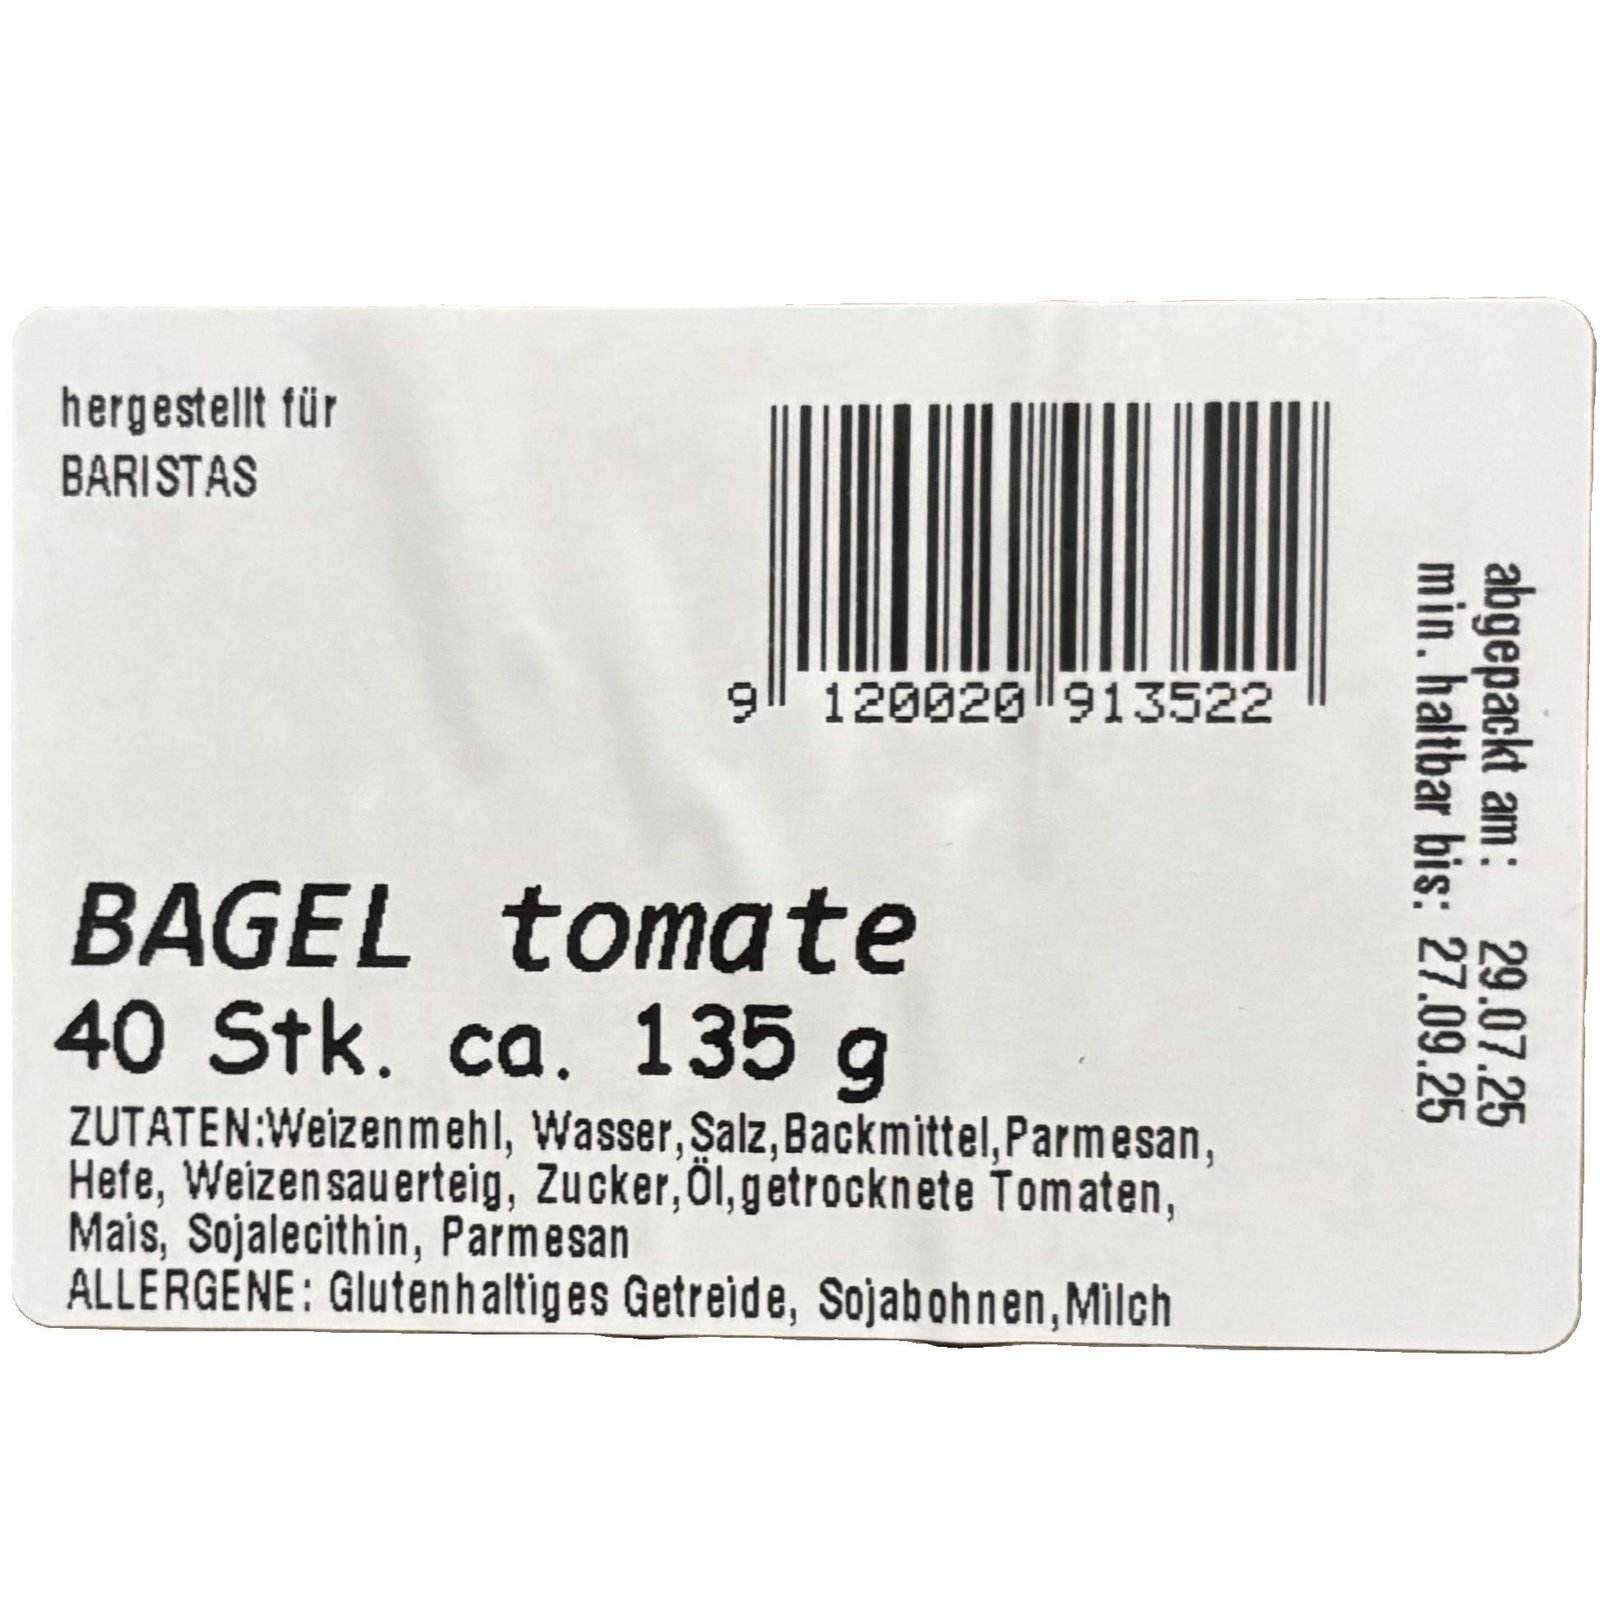 hergestellt für
BARISTAS
9 120020 913522
abgepackt am: 29.07.25
min. haltbar bis: 27.09.25
BAGEL tomate
40 Stk. ca. 135 g
ZUTATEN:Weizenmehl, Wasser,Salz,Backmittel,Parmesan,
Hefe, Weizensauerteig, Zucker,Öl,getrocknete Tomaten,
Mais, Sojalecithin, Parmesan
ALLERGENE: Glutenhaltiges Getreide, Sojabohnen,Milch